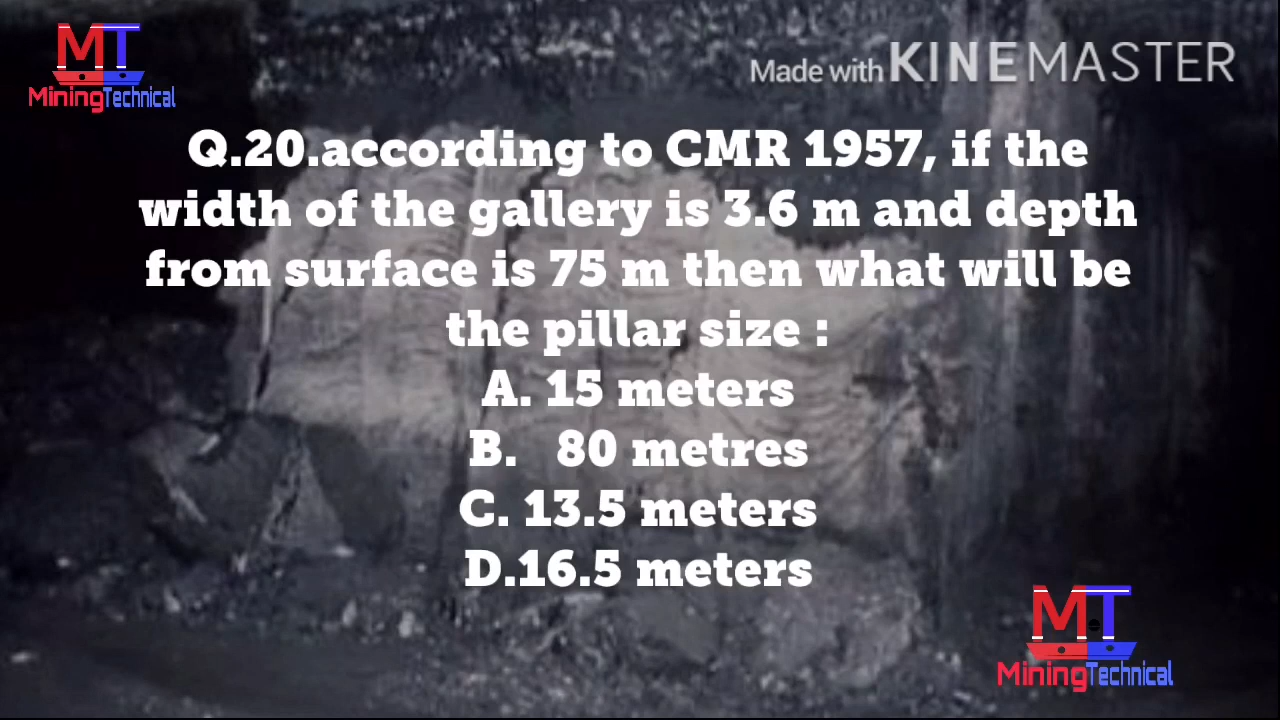 MT
MiningTechnical
Made with KINEMASTER
Q.20.according to CMR 1957, if the
width of the gallery is 3.6 m and depth
from surface is 75 m then what will be
the pillar size :
A. 15 meters
B. 80 metres
C. 13.5 meters
D.16.5 meters
MT
MiningTechnical